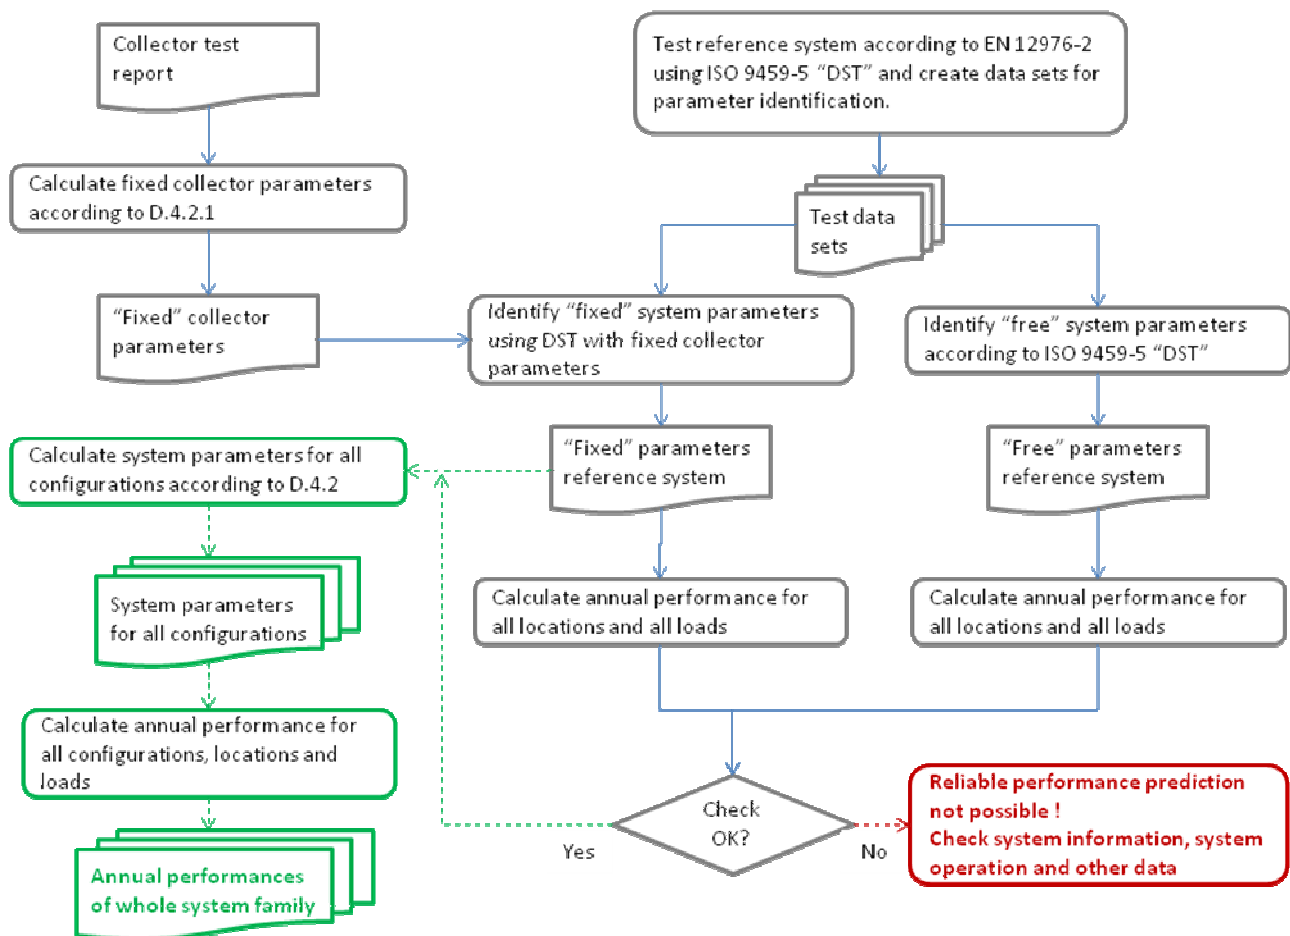 Collector test
report
Test reference system according to EN 12976-2
using ISO 9459-5 “DST” and create data sets for
parameter identification.
Calculate fixed collector parameters
according to D.4.2.1
Test data
sets
“Fixed” collector
parameters
Identify “fixed” system parameters
using DST with fixed collector
parameters
Identify “free” system parameters
according to ISO 9459-5 “DST”
Calculate system parameters for all
configurations according to D.4.2
“Fixed” parameters
reference system
“Free” parameters
reference system
System parameters
for all configurations
Calculate annual performance for
all locations and all loads
Calculate annual performance for
all locations and all loads
Calculate annual performance for
all configurations, locations and
loads
Check
OK?
Yes
No
Reliable performance prediction
not possible !
Check system information, system
operation and other data
Annual performances
of whole system family